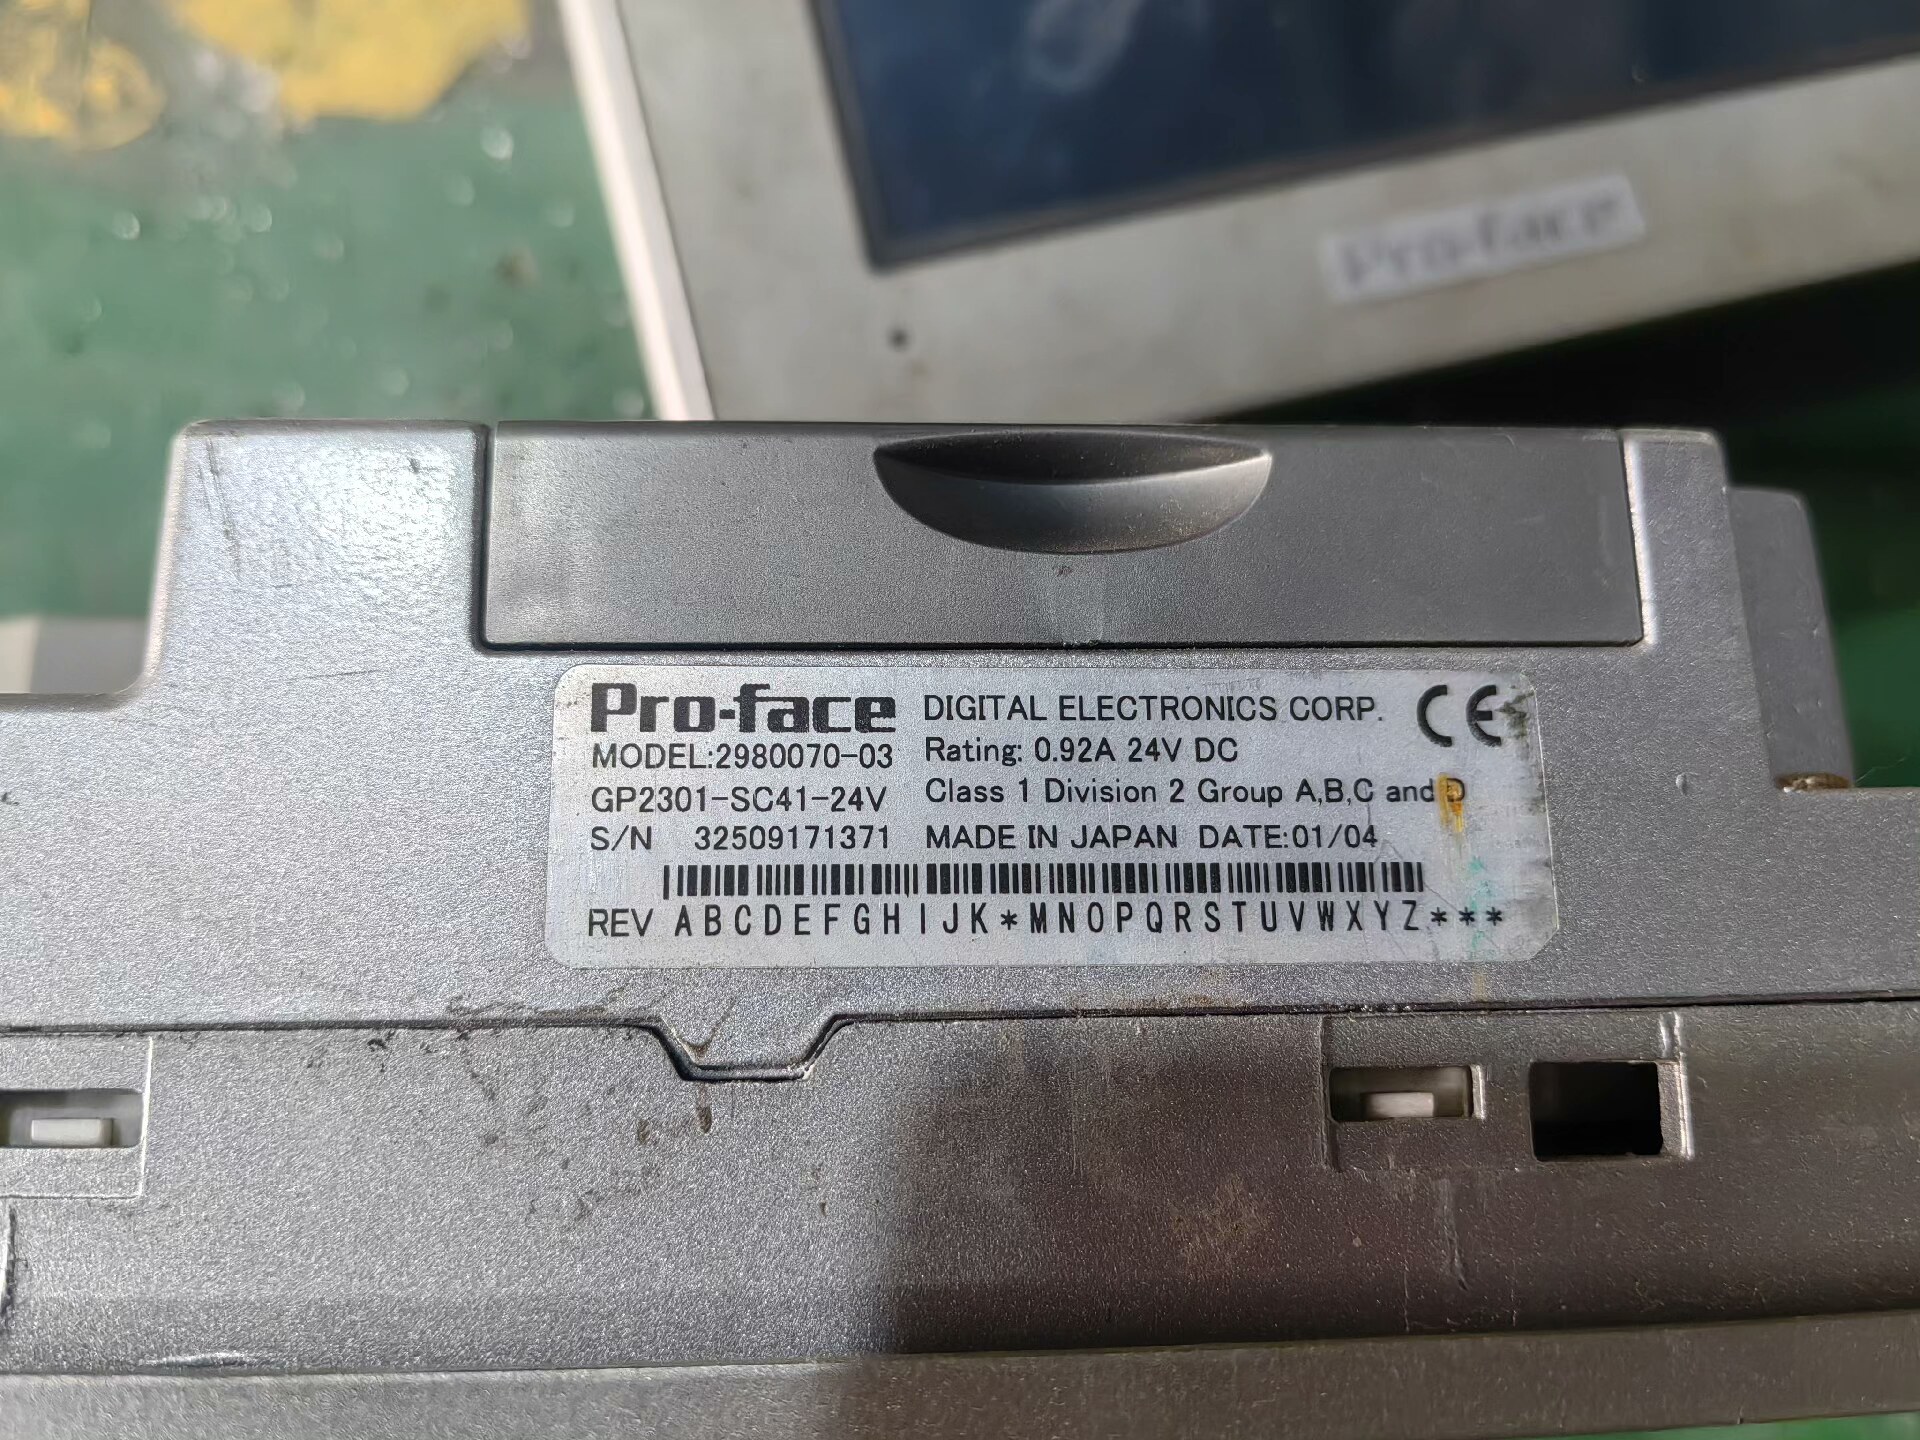 Pro-face
Pro-face DIGITAL ELECTRONICS CORP. CE
MODEL:2980070-03 Rating: 0.92A 24V DC
GP2301-SC41-24V Class 1 Division 2 Group A,B,C and D
S/N 32509171371 MADE IN JAPAN DATE:01/04
REV A B C D E F G H I J K * M N O P Q R S T U V W X Y Z * * *